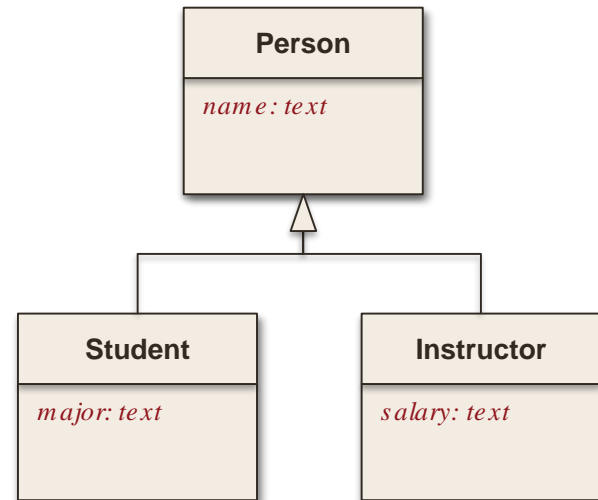 Person
name: text
Student
Instructor
major: text
salary: text